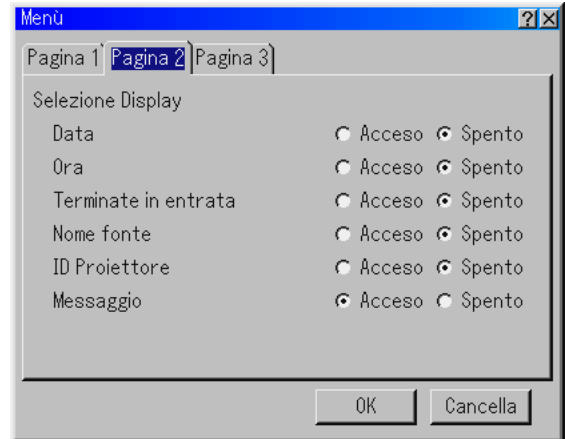 Menù ? ×
Pagina 1 Pagina 2 Pagina 3
Selezione Display
Data Acceso Spento
Ora Acceso Spento
Terminate in entrata Acceso Spento
Nome fonte Acceso Spento
ID Proiettore Acceso Spento
Messaggio Acceso Spento
OK Cancella